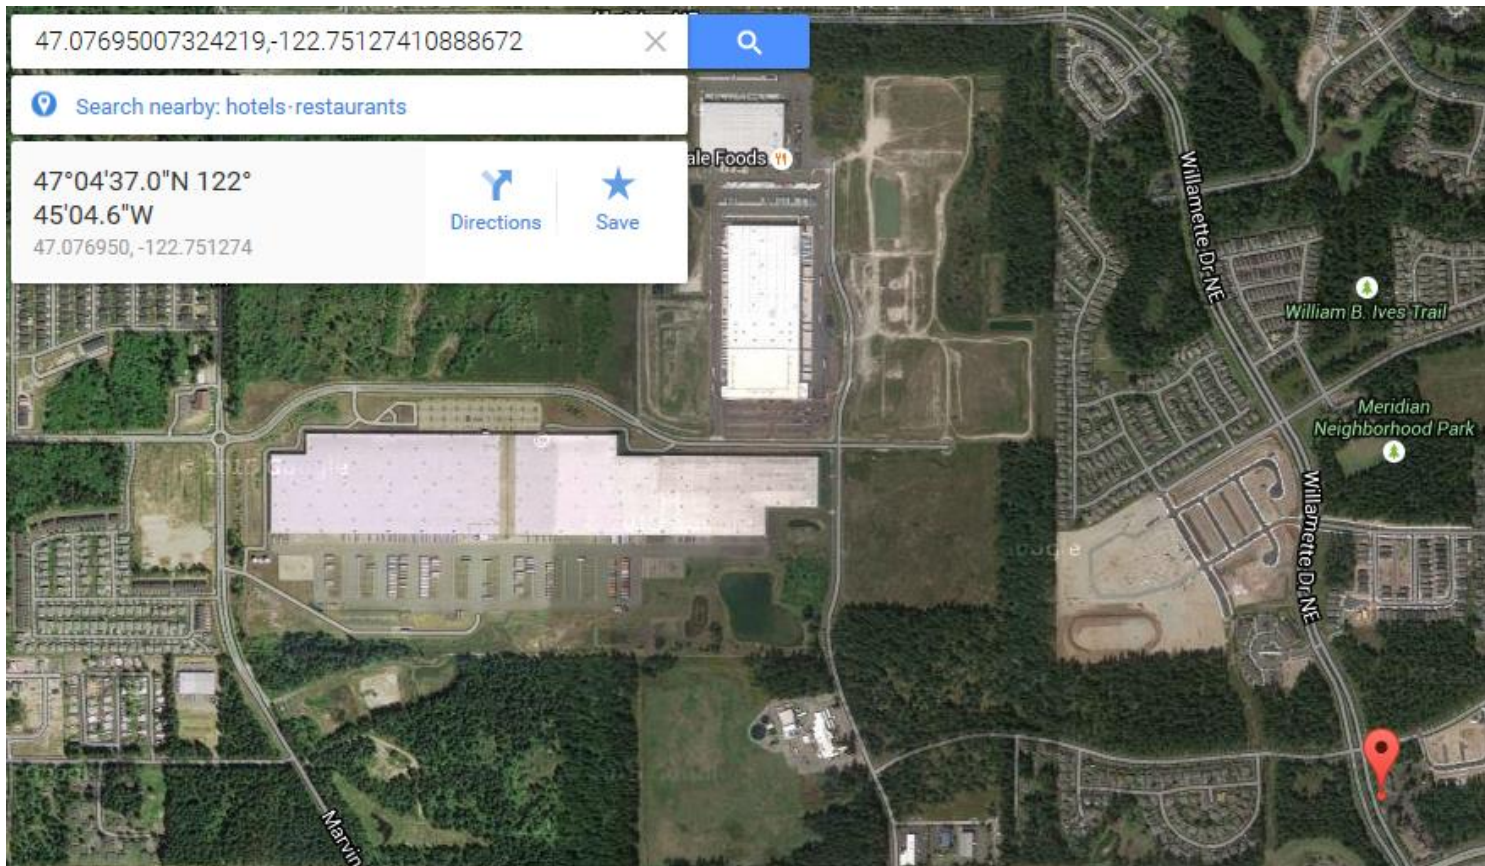 47.07695007324219,-122.75127410888672
Search nearby: hotels · restaurants
47°04'37.0"N 122°
45'04.6"W
47.076950, -122.751274
Directions
Save
ale Foods
Willamette Dr NE
William B. Ives Trail
Meridian
Neighborhood Park
Willamette Dr NE
Google
Marvin